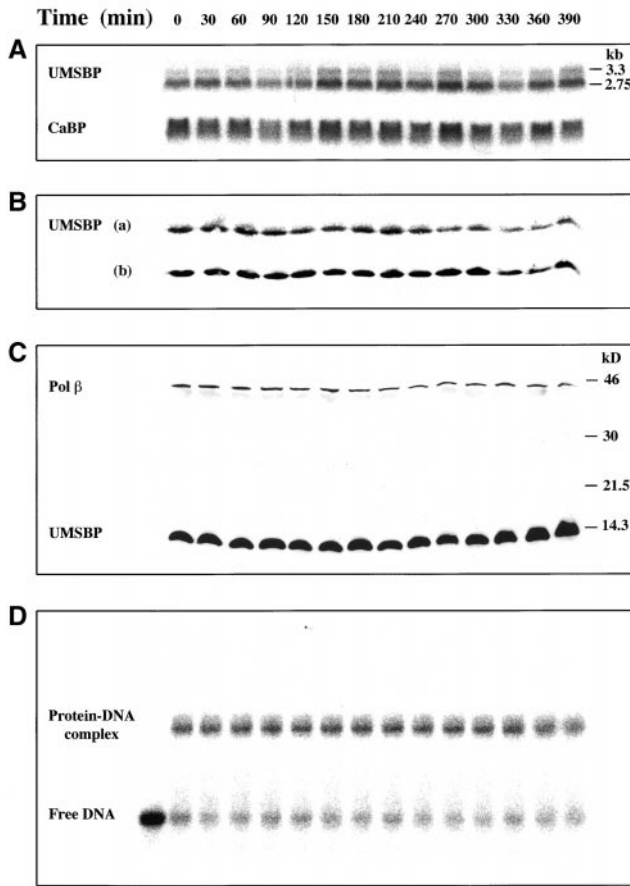 Time (min) 0 30 60 90 120 150 180 210 240 270 300 330 360 390
A
kb
UMSBP
3.3
2.75
CaBP
B
UMSBP (a)
(b)
C
kD
Pol β
46
30
21.5
14.3
UMSBP
D
Protein-DNA
complex
Free DNA